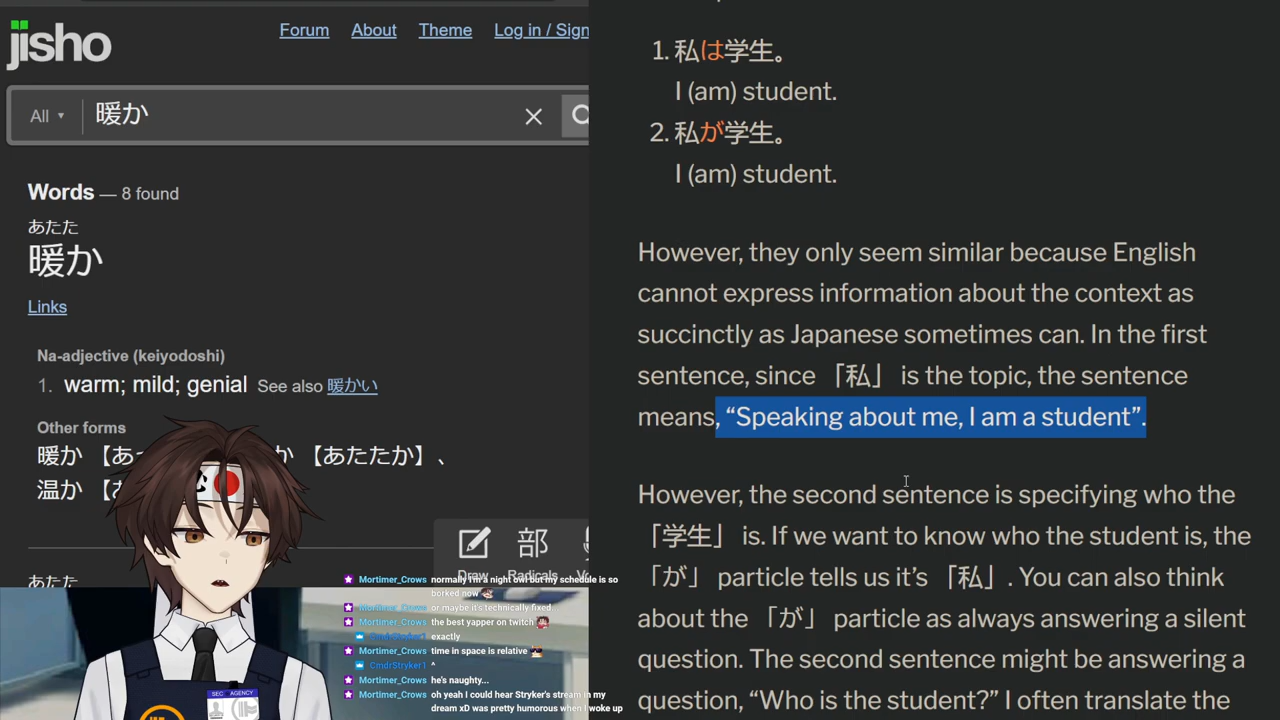 jisho
Forum About Theme Log in / Sign
All ▾ 暖か
Words — 8 found
あたた
暖か
Links
Na-adjective (keiyodoshi)
1. warm; mild; genial See also 暖かい
Other forms
暖か 【あっ か 【あたたか】、
温か 【
あたた
Draw
部
Radicals
SEC AGENCY
Mortimer_Crows normally I'm a night owl but my schedule is so
borked now
Mortimer_Crows or maybe it's technically fixed.
Mortimer_Crows the best yapper on twitch
CmdrStryker1 exactly
Mortimer_Crows time in space is relative
CmdrStryker1 ^
Mortimer_Crows he's naughty...
Mortimer_Crows oh yeah I could hear Stryker's stream in my
dream xD was pretty humorous when I woke up
1. 私は学生。
I (am) student.
2. 私が学生。
I (am) student.
However, they only seem similar because English
cannot express information about the context as
succinctly as Japanese sometimes can. In the first
sentence, since 「私」 is the topic, the sentence
means, “Speaking about me, I am a student”.
However, the second sentence is specifying who the
「学生」 is. If we want to know who the student is, the
「が」 particle tells us it’s 「私」. You can also think
about the 「が」 particle as always answering a silent
question. The second sentence might be answering a
question, “Who is the student?” I often translate the